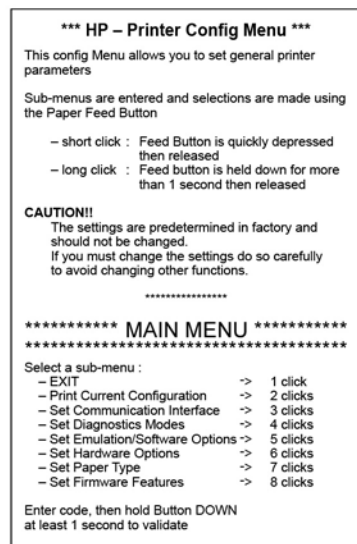 *** HP – Printer Config Menu ***
This config Menu allows you to set general printer
parameters
Sub-menus are entered and selections are made using
the Paper Feed Button
– short click : Feed Button is quickly depressed
then released
– long click : Feed button is held down for more
than 1 second then released
CAUTION!!
The settings are predetermined in factory and
should not be changed.
If you must change the settings do so carefully
to avoid changing other functions.
****************
*********** MAIN MENU ***********
**************************************
Select a sub-menu :
– EXIT -> 1 click
– Print Current Configuration -> 2 clicks
– Set Communication Interface -> 3 clicks
– Set Diagnostics Modes -> 4 clicks
– Set Emulation/Software Options -> 5 clicks
– Set Hardware Options -> 6 clicks
– Set Paper Type -> 7 clicks
– Set Firmware Features -> 8 clicks
Enter code, then hold Button DOWN
at least 1 second to validate